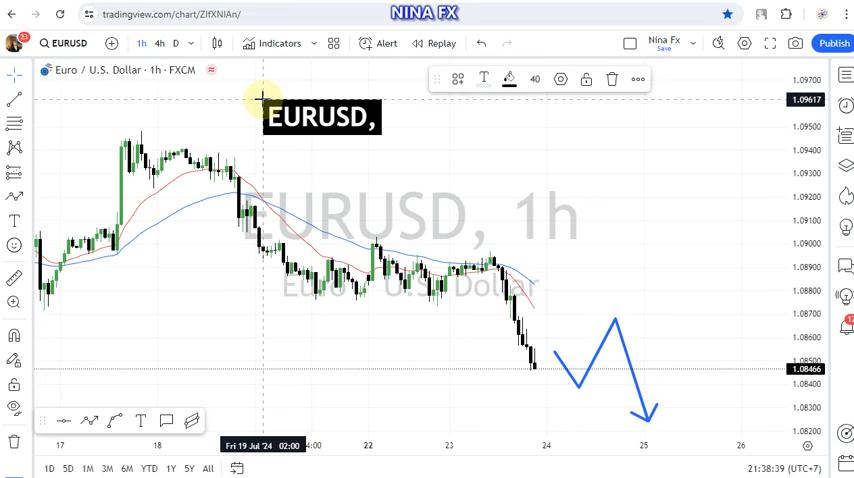 NINA FX
tradingview.com/chart/ZIfXNIAn/
23
EURUSD
1h
4h
D
Indicators
Alert
Replay
Nina Fx
Save
Publish
Euro / U.S. Dollar · 1h · FXCM
40
EURUSD,
EURUSD, 1h
Euro / U.S. Dollar
1.09700
1.09617
1.09500
1.09400
1.09300
1.09200
1.09100
1.09000
1.08900
1.08800
1.08700
1.08600
1.08500
1.08466
1.08400
1.08300
1.08200
17
18
Fri 19 Jul '24 02:00
4:00
22
23
24
25
26
1D
5D
1M
3M
6M
YTD
1Y
5Y
All
21:38:39 (UTC+7)